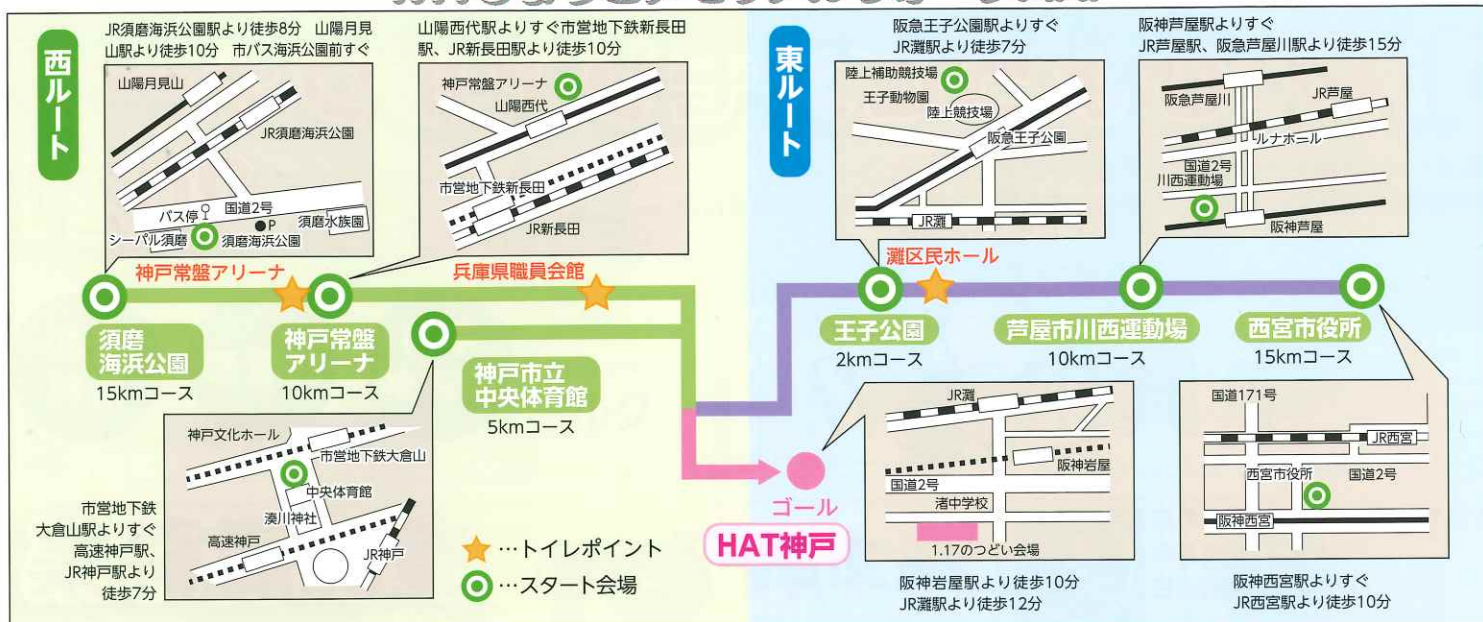 西ルート
JR須磨海浜公園駅より徒歩8分 山陽月見
山駅より徒歩10分 市バス海浜公園前すぐ
山陽月見山
JR須磨海浜公園
バス停
国道2号
P
須磨水族園
シーパル須磨
須磨海浜公園
山陽西代駅よりすぐ市営地下鉄新長田
駅、JR新長田駅より徒歩10分
神戸常盤アリーナ
山陽西代
市営地下鉄新長田
JR新長田
東ルート
阪急王子公園駅よりすぐ
JR灘駅より徒歩7分
陸上補助競技場
王子動物園
陸上競技場
阪急王子公園
JR灘
阪神芦屋駅よりすぐ
JR芦屋駅、阪急芦屋川駅より徒歩15分
阪急芦屋川
JR芦屋
ルナホール
国道2号
川西運動場
阪神芦屋
神戸常盤アリーナ
兵庫県職員会館
灘区民ホール
須磨
海浜公園
15kmコース
神戸常盤
アリーナ
10kmコース
神戸市立
中央体育館
5kmコース
王子公園
2kmコース
芦屋市川西運動場
10kmコース
西宮市役所
15kmコース
神戸文化ホール
市営地下鉄大倉山
中央体育館
湊川神社
高速神戸
JR神戸
市営地下鉄
大倉山駅よりすぐ
高速神戸駅、
JR神戸駅より
徒歩7分
…トイレポイント
…スタート会場
ゴール
HAT神戸
JR灘
阪神岩屋
国道2号
渚中学校
1.17のつどい会場
阪神岩屋駅より徒歩10分
JR灘駅より徒歩12分
国道171号
JR西宮
西宮市役所
国道2号
阪神西宮
阪神西宮駅よりすぐ
JR西宮駅より徒歩10分